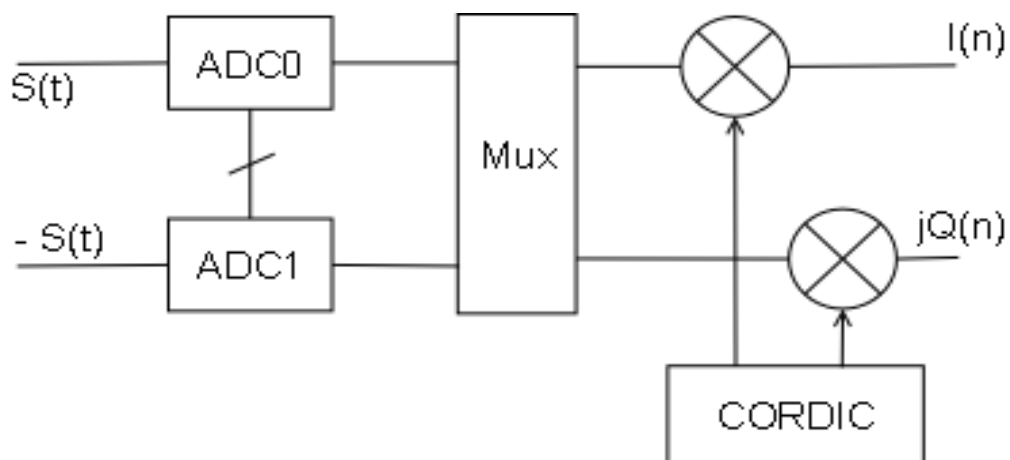 S(t)
ADC0
Mux
I(n)
- S(t)
ADC1
jQ(n)
CORDIC